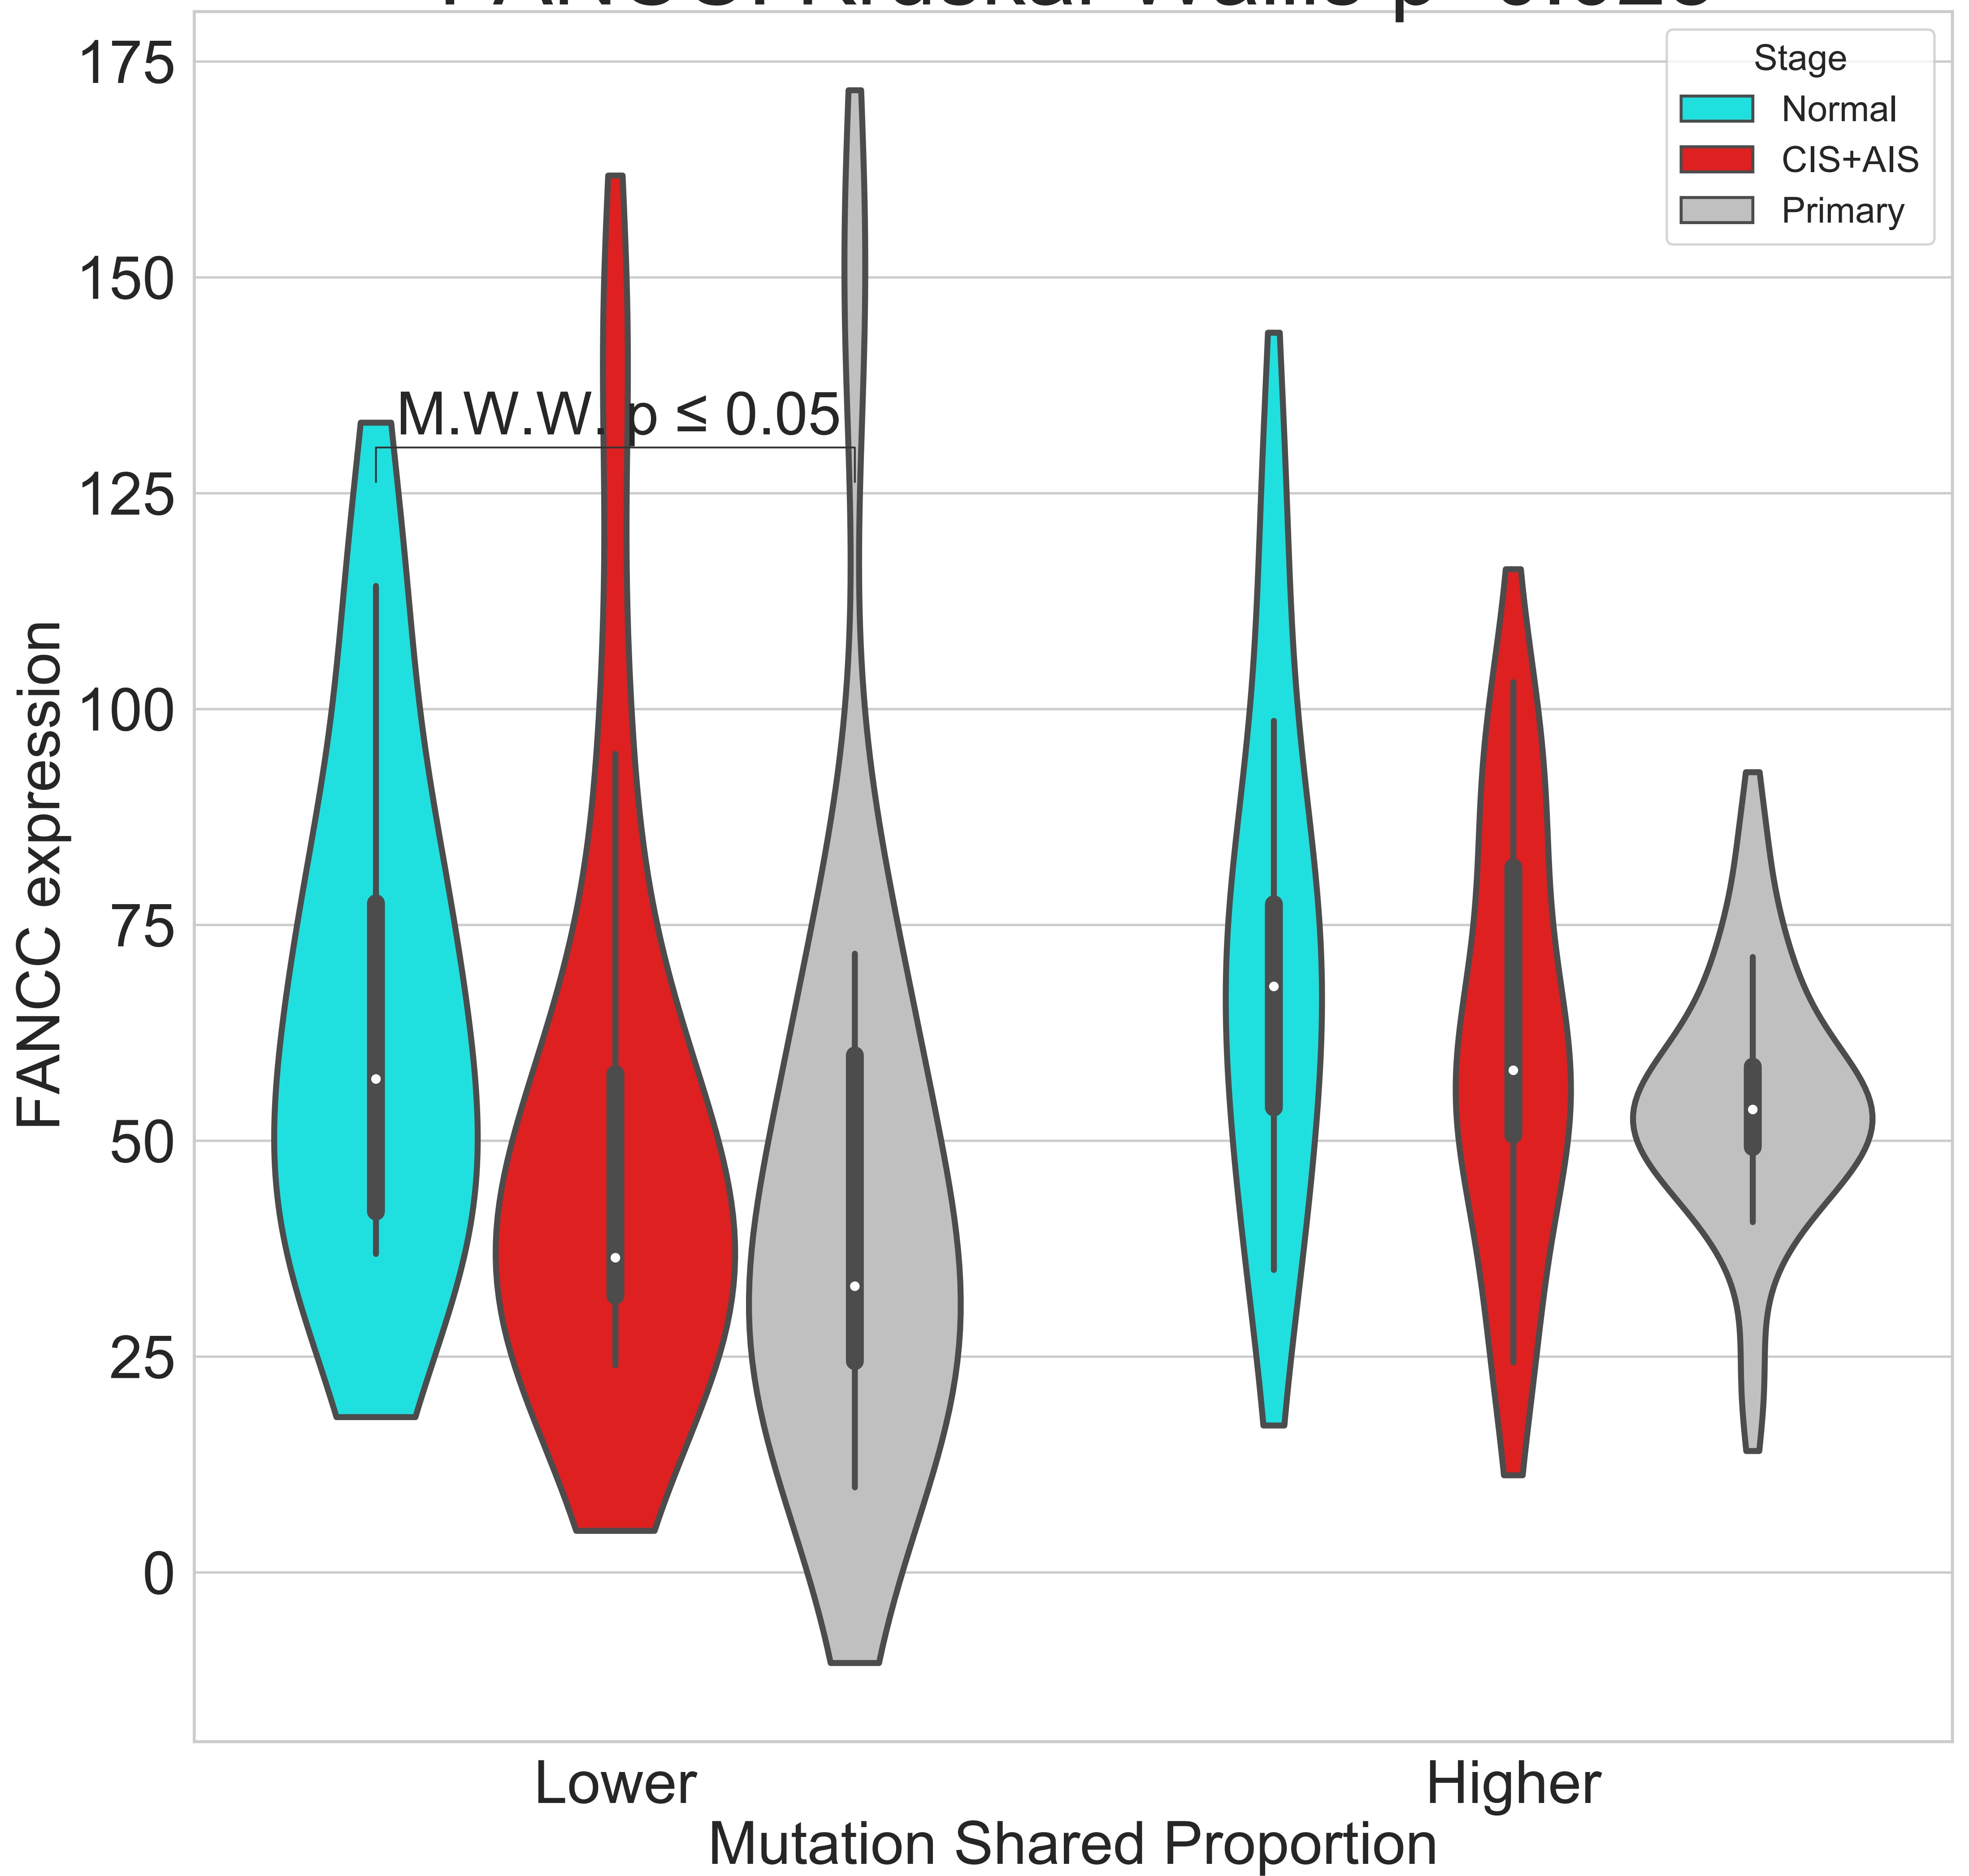 175
150
125
100
75
50
25
0
FANCC expression
Stage
Normal
CIS+AIS
Primary
M.W.W. p ≤ 0.05
Lower
Higher
Mutation Shared Proportion